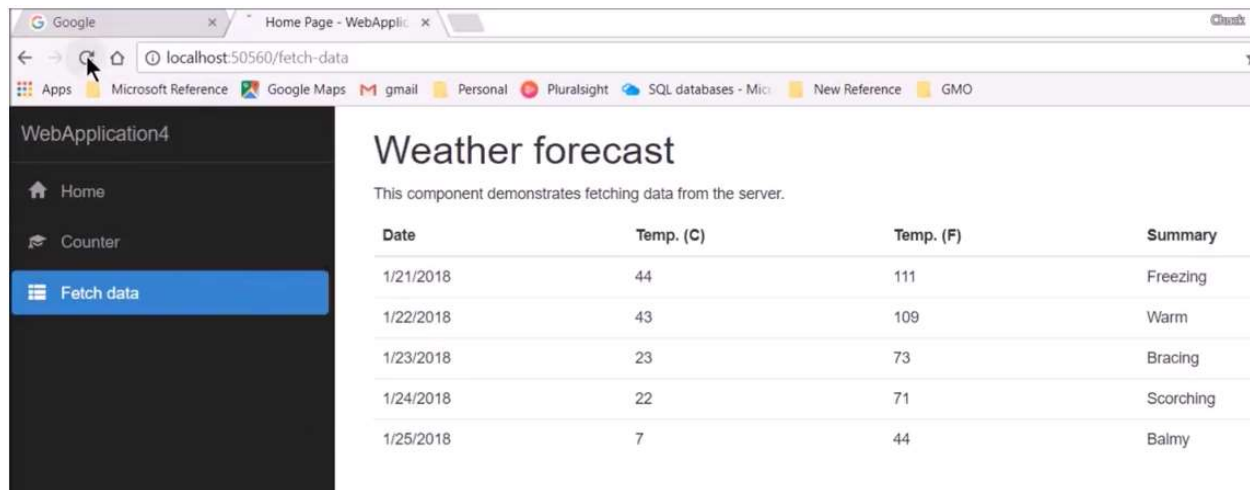 Google
Home Page - WebApplic
Chuck
localhost:50560/fetch-data
Apps Microsoft Reference Google Maps gmail Personal Pluralsight SQL databases - Mic New Reference GMO
WebApplication4
Home
Counter
Fetch data
Weather forecast
This component demonstrates fetching data from the server.
Date Temp. (C) Temp. (F) Summary
1/21/2018 44 111 Freezing
1/22/2018 43 109 Warm
1/23/2018 23 73 Bracing
1/24/2018 22 71 Scorching
1/25/2018 7 44 Balmy